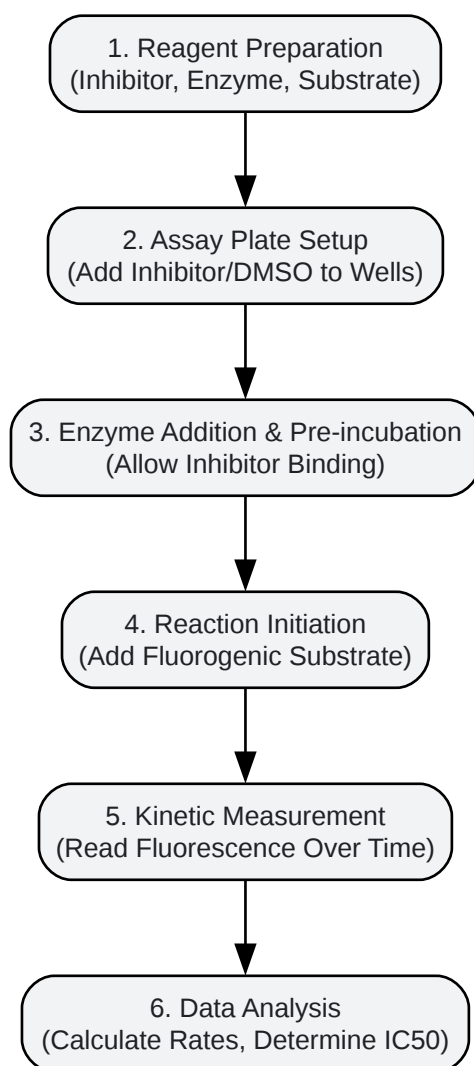 1. Reagent Preparation
(Inhibitor, Enzyme, Substrate)
2. Assay Plate Setup
(Add Inhibitor/DMSO to Wells)
3. Enzyme Addition & Pre-incubation
(Allow Inhibitor Binding)
4. Reaction Initiation
(Add Fluorogenic Substrate)
5. Kinetic Measurement
(Read Fluorescence Over Time)
6. Data Analysis
(Calculate Rates, Determine IC50)